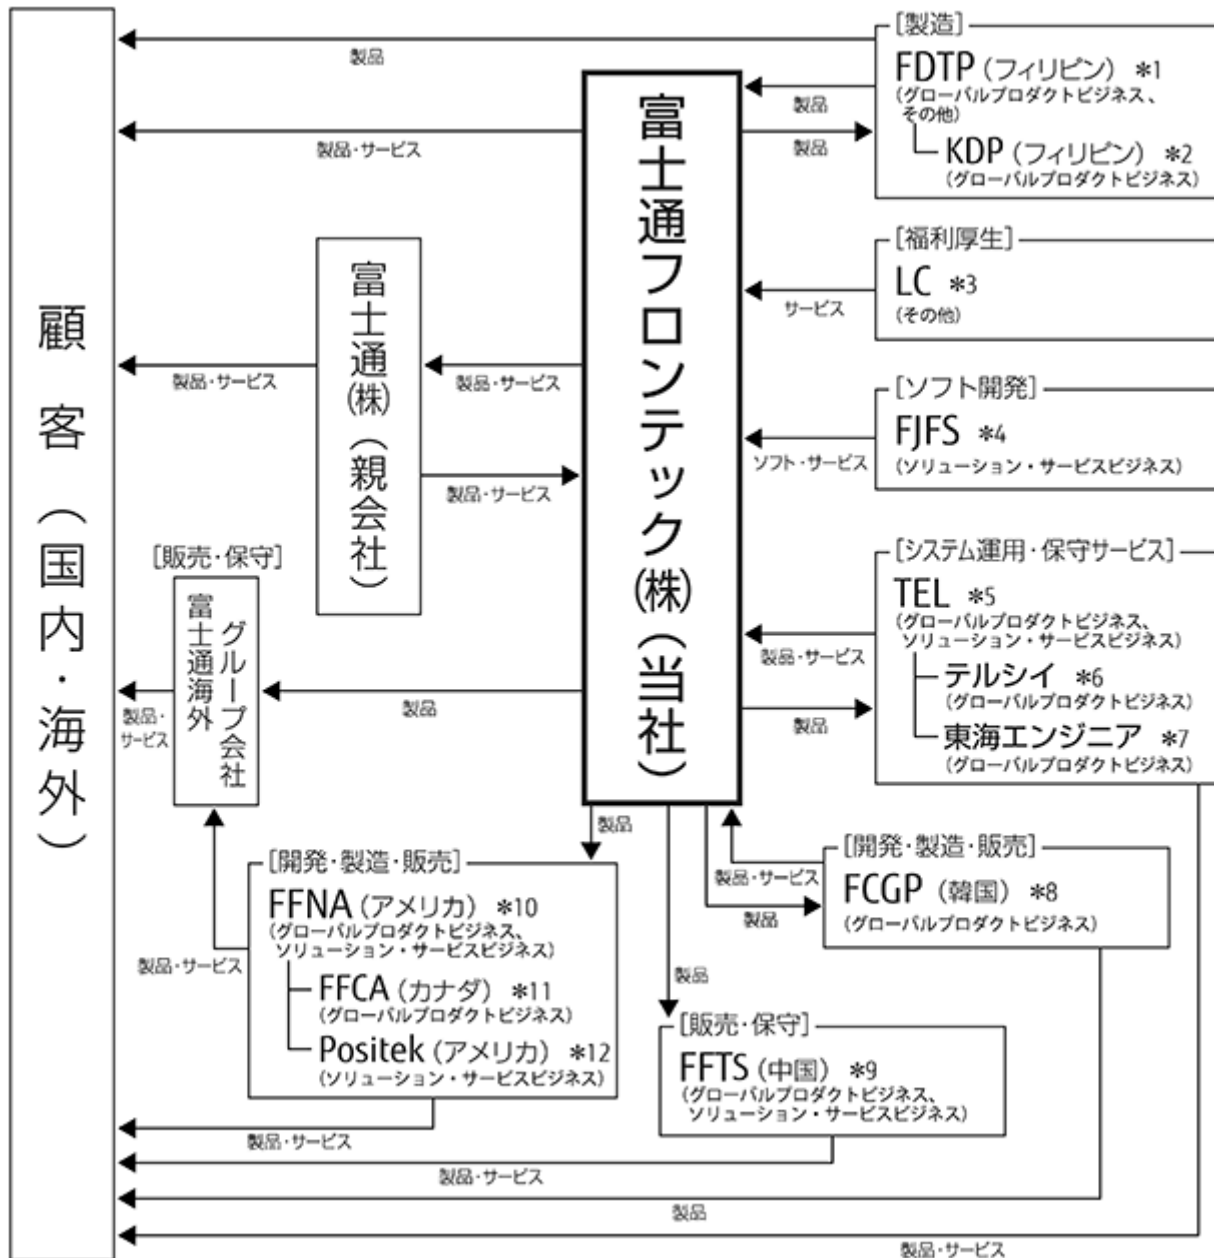 [製造]
FDTP (フィリピン) *1
(グローバルプロダクトビジネス、
その他)
KDP (フィリピン) *2
(グローバルプロダクトビジネス)
製品
製品
製品
製品・サービス
富士通フロンテック(株)(当社)
顧客(国内・海外)
[福利厚生]
LC *3
(その他)
サービス
富士通(株)(親会社)
製品・サービス
製品・サービス
製品・サービス
[ソフト開発]
FJFS *4
(ソリューション・サービスビジネス)
ソフト・サービス
[システム運用・保守サービス]
TEL *5
(グローバルプロダクトビジネス、
ソリューション・サービスビジネス)
テルシイ *6
(グローバルプロダクトビジネス)
東海エンジニア *7
(グローバルプロダクトビジネス)
製品・サービス
製品
[販売・保守]
富士通海外
グループ会社
製品・
サービス
製品
製品
[開発・製造・販売]
FCGP (韓国) *8
(グローバルプロダクトビジネス)
製品・サービス
製品
[開発・製造・販売]
FFNA (アメリカ) *10
(グローバルプロダクトビジネス、
ソリューション・サービスビジネス)
FFCA (カナダ) *11
(グローバルプロダクトビジネス)
Positek (アメリカ) *12
(ソリューション・サービスビジネス)
製品・サービス
製品
[販売・保守]
FFTS (中国) *9
(グローバルプロダクトビジネス、
ソリューション・サービスビジネス)
製品・サービス
製品・サービス
製品
製品・サービス